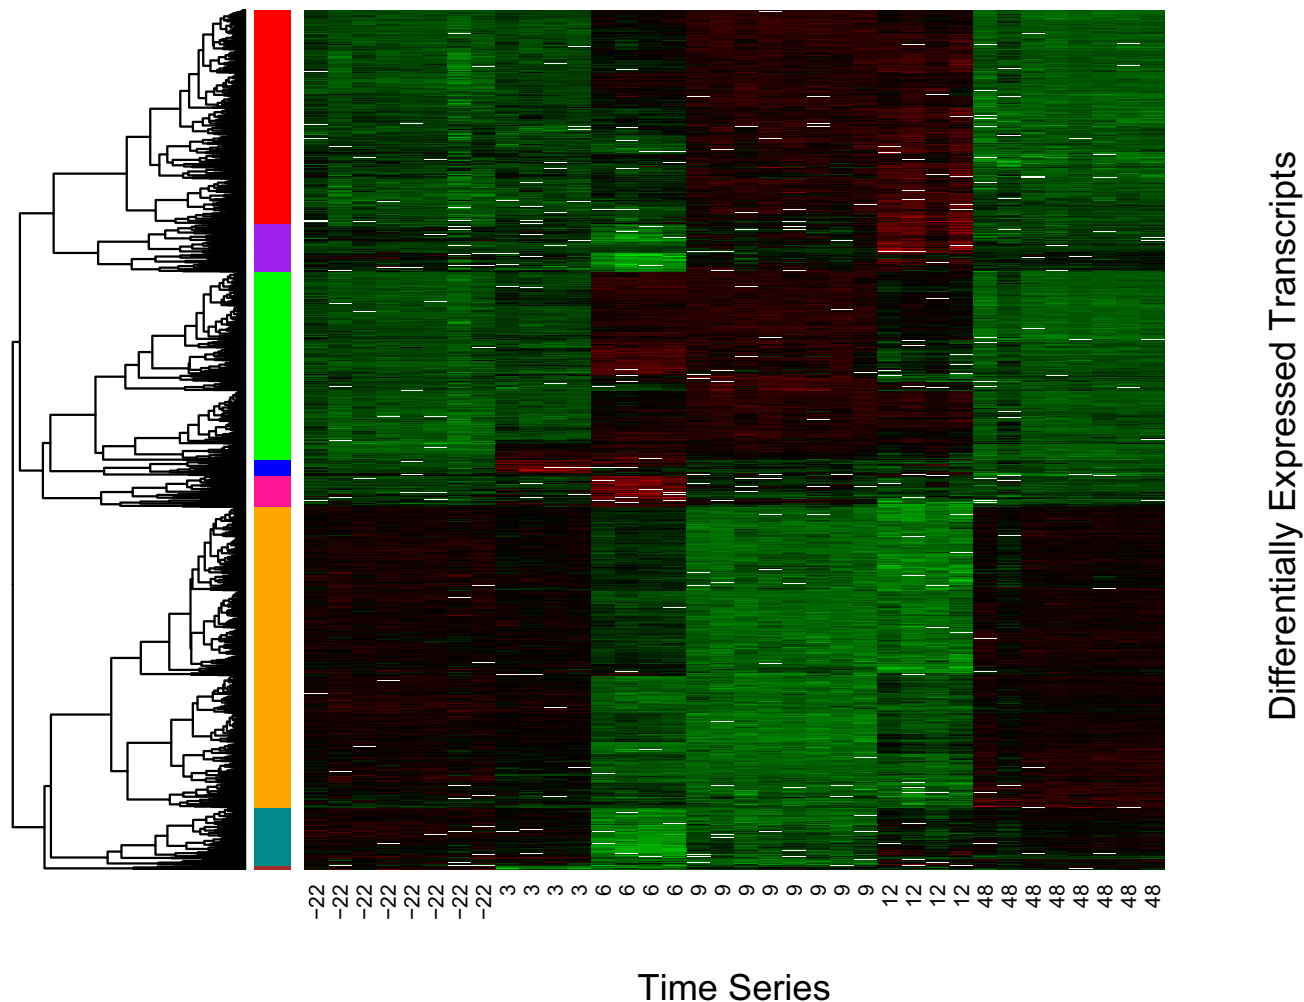 Differentially Expressed Transcripts
−22 −22 −22 −22 −22 −22 −22 −22 3 3 3 3 6 6 6 6 9 9 9 9 9 9 9 9 12 12 12 12 48 48 48 48 48 48 48 48
Time Series